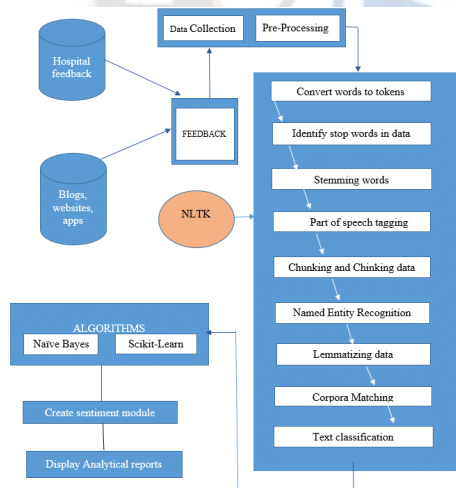 Data Collection
Pre-Processing
Hospital
feedback
FEEDBACK
Blogs,
websites,
apps
NLTK
Convert words to tokens
Identify stop words in data
Stemming words
Part of speech tagging
Chunking and Chinking data
Named Entity Recognition
Lemmatizing data
Corpora Matching
Text classification
ALGORITHMS
Naïve Bayes
Scikit-Learn
Create sentiment module
Display Analytical reports